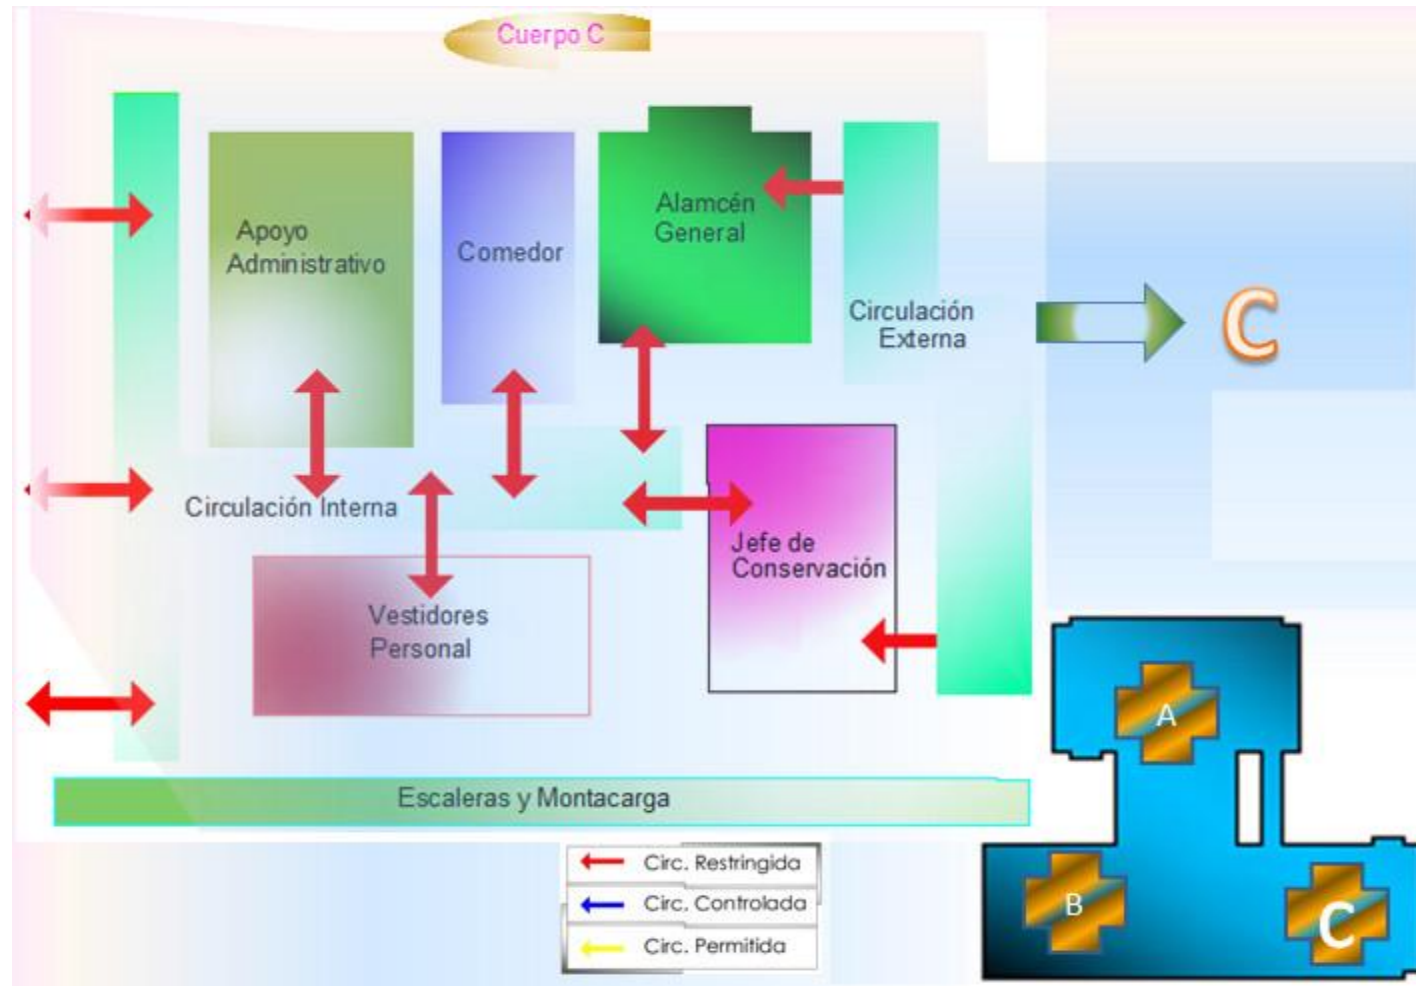 Cuerpo C
Apoyo
Administrativo
Comedor
Alamcén
General
Circulación
Externa
C
Circulación Interna
Jefe de
Conservación
Vestidores
Personal
Escaleras y Montacarga
Circ. Restringida
Circ. Controlada
Circ. Permitida
A
B
C